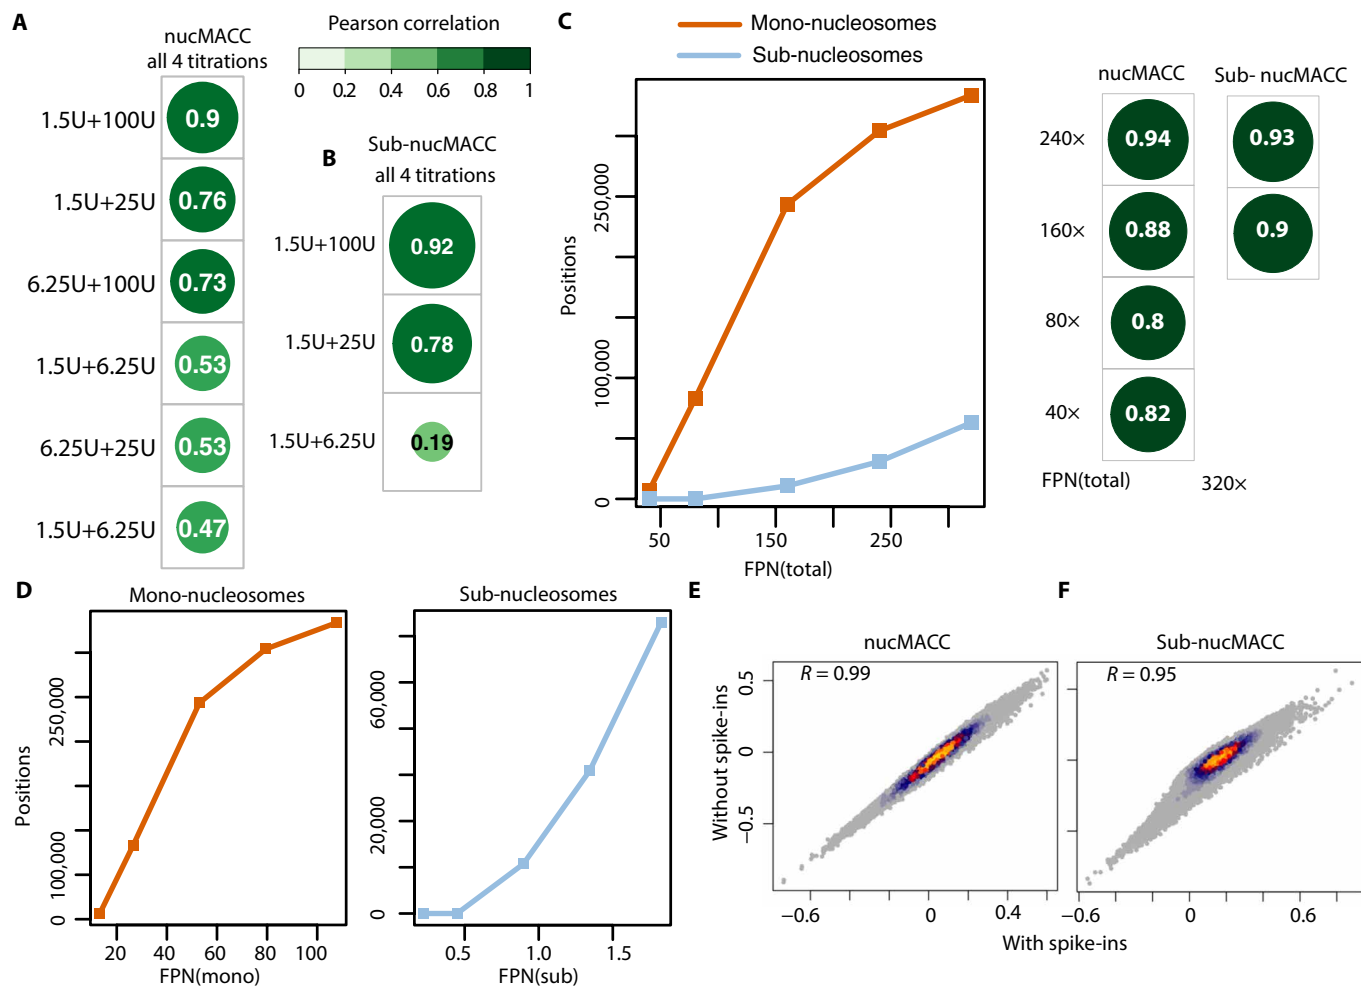 A
nucMACC
all 4 titrations
1.5U+100U
0.9
1.5U+25U
0.76
6.25U+100U
0.73
1.5U+6.25U
0.53
6.25U+25U
0.53
1.5U+6.25U
0.47
Pearson correlation
0 0.2 0.4 0.6 0.8 1
B
Sub-nucMACC
all 4 titrations
1.5U+100U
0.92
1.5U+25U
0.78
1.5U+6.25U
0.19
C
Mono-nucleosomes
Sub-nucleosomes
Positions
0 100,000 250,000
50 150 250
FPN(total)
nucMACC
Sub- nucMACC
240×
0.94
0.93
160×
0.88
0.9
80×
0.8
40×
0.82
FPN(total)
320×
D
Mono-nucleosomes
Positions
0 100,000 250,000
20 40 60 80 100
FPN(mono)
Sub-nucleosomes
0 20,000 60,000
0.5 1.0 1.5
FPN(sub)
E
nucMACC
R = 0.99
Without spike-ins
−0.5 0 0.5
−0.6 0 0.4
F
Sub-nucMACC
R = 0.95
−0.6 0 0.6
With spike-ins